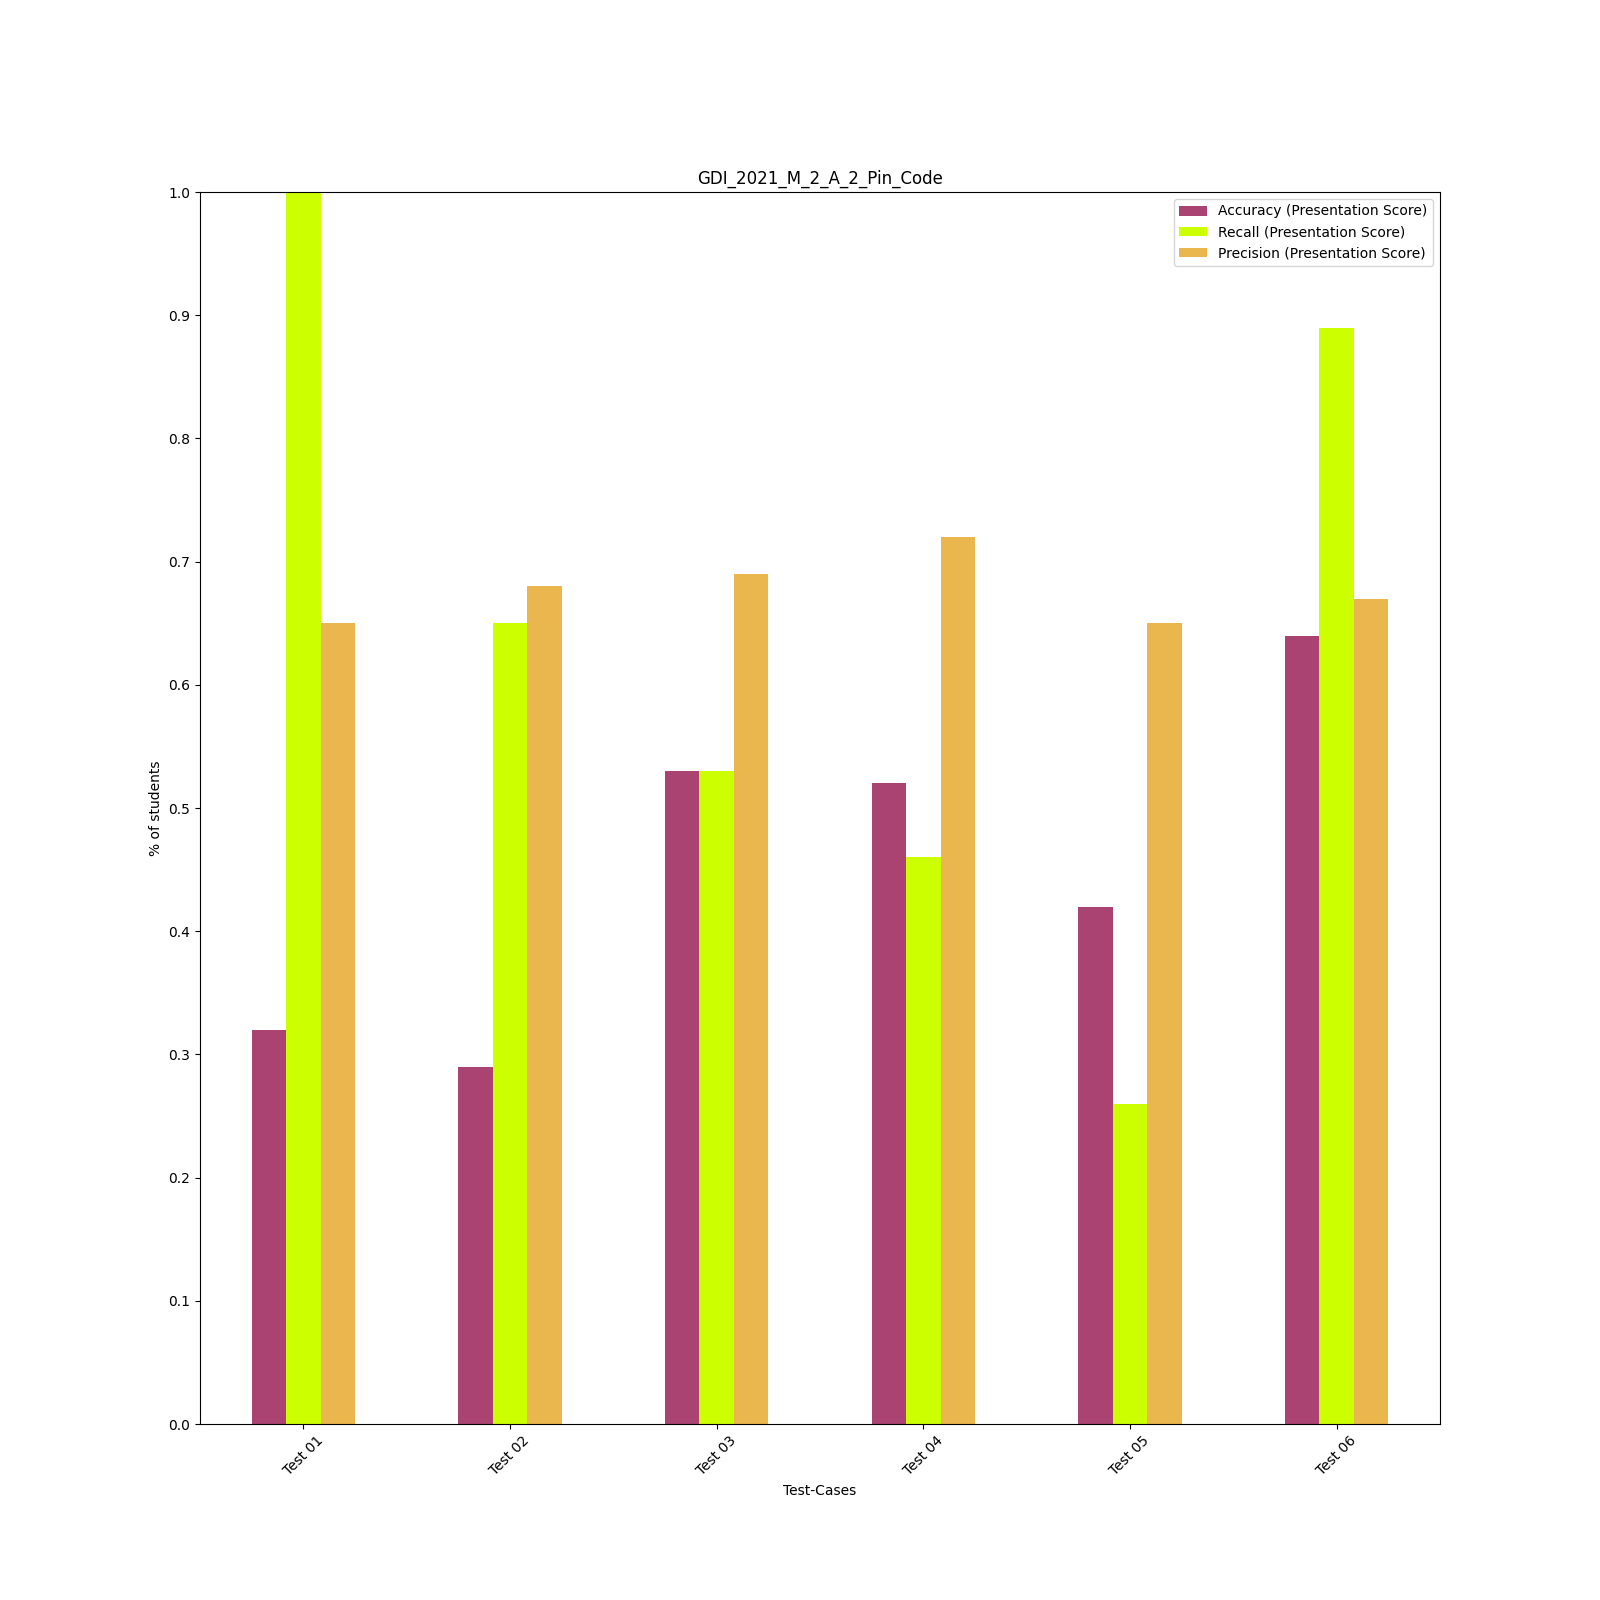 GDI_2021_M_2_A_2_Pin_Code
Accuracy (Presentation Score)
Recall (Presentation Score)
Precision (Presentation Score)
1.0
0.9
0.8
0.7
0.6
0.5
0.4
0.3
0.2
0.1
0.0
% of students
Test 01
Test 02
Test 03
Test 04
Test 05
Test 06
Test-Cases